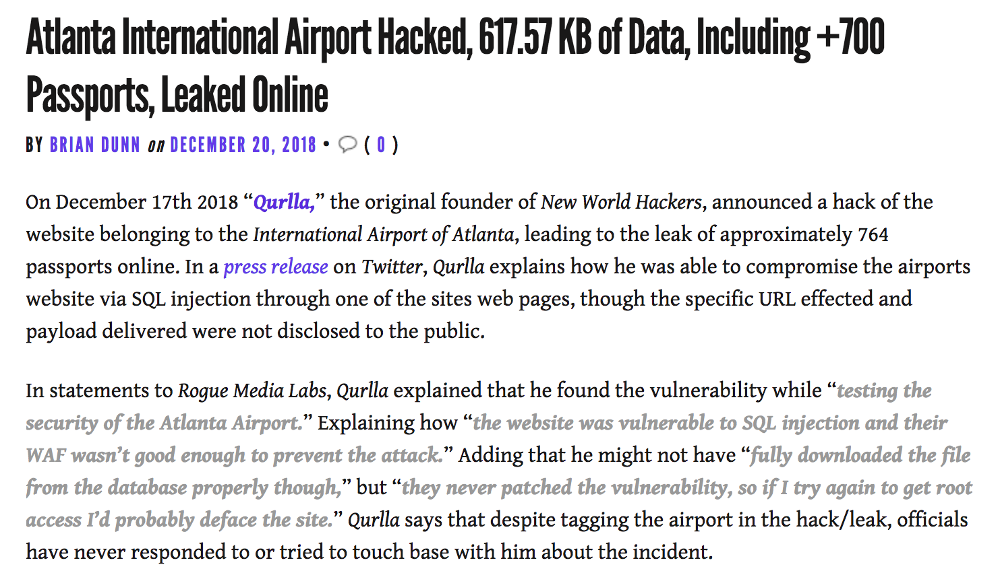 Atlanta International Airport Hacked, 617.57 KB of Data, Including +700
Passports, Leaked Online
BY BRIAN DUNN on DECEMBER 20, 2018 • ( 0 )
On December 17th 2018 “Qurlla,” the original founder of New World Hackers, announced a hack of the
website belonging to the International Airport of Atlanta, leading to the leak of approximately 764
passports online. In a press release on Twitter, Qurlla explains how he was able to compromise the airports
website via SQL injection through one of the sites web pages, though the specific URL effected and
payload delivered were not disclosed to the public.
In statements to Rogue Media Labs, Qurlla explained that he found the vulnerability while “testing the
security of the Atlanta Airport.” Explaining how “the website was vulnerable to SQL injection and their
WAF wasn’t good enough to prevent the attack.” Adding that he might not have “fully downloaded the file
from the database properly though,” but “they never patched the vulnerability, so if I try again to get root
access I’d probably deface the site.” Qurlla says that despite tagging the airport in the hack/leak, officials
have never responded to or tried to touch base with him about the incident.